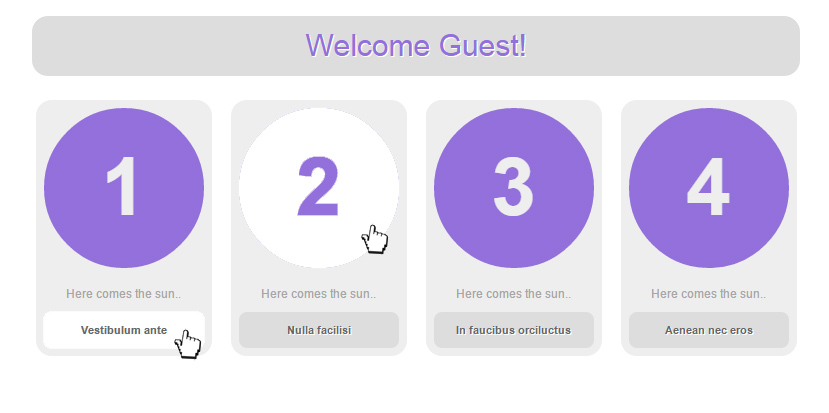 Welcome Guest!
1
Here comes the sun..
Vestibulum ante
2
Here comes the sun..
Nulla facilisi
3
Here comes the sun..
In faucibus orciluctus
4
Here comes the sun..
Aenean nec eros